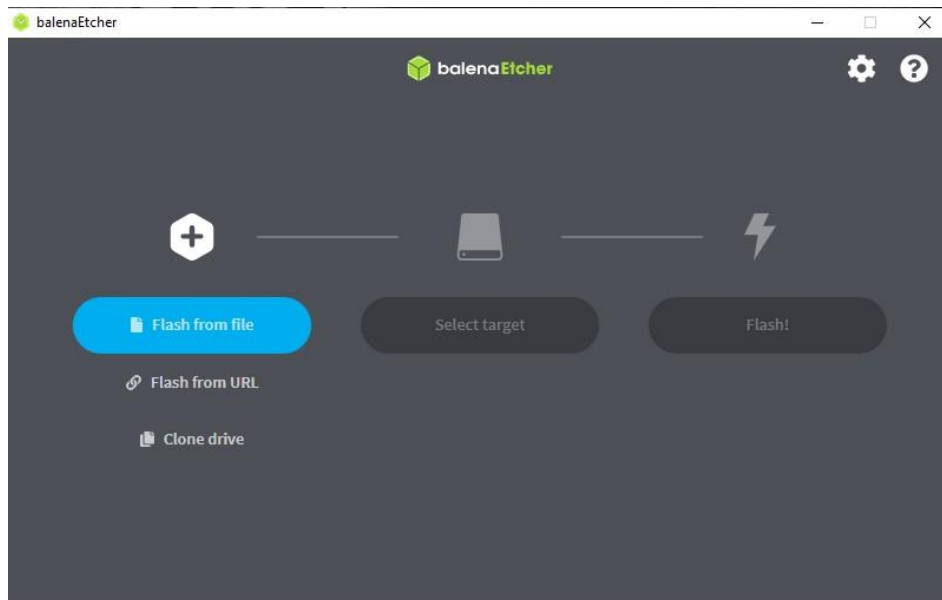 balenaEtcher
balenaEtcher
Flash from file
Select target
Flash!
Flash from URL
Clone drive